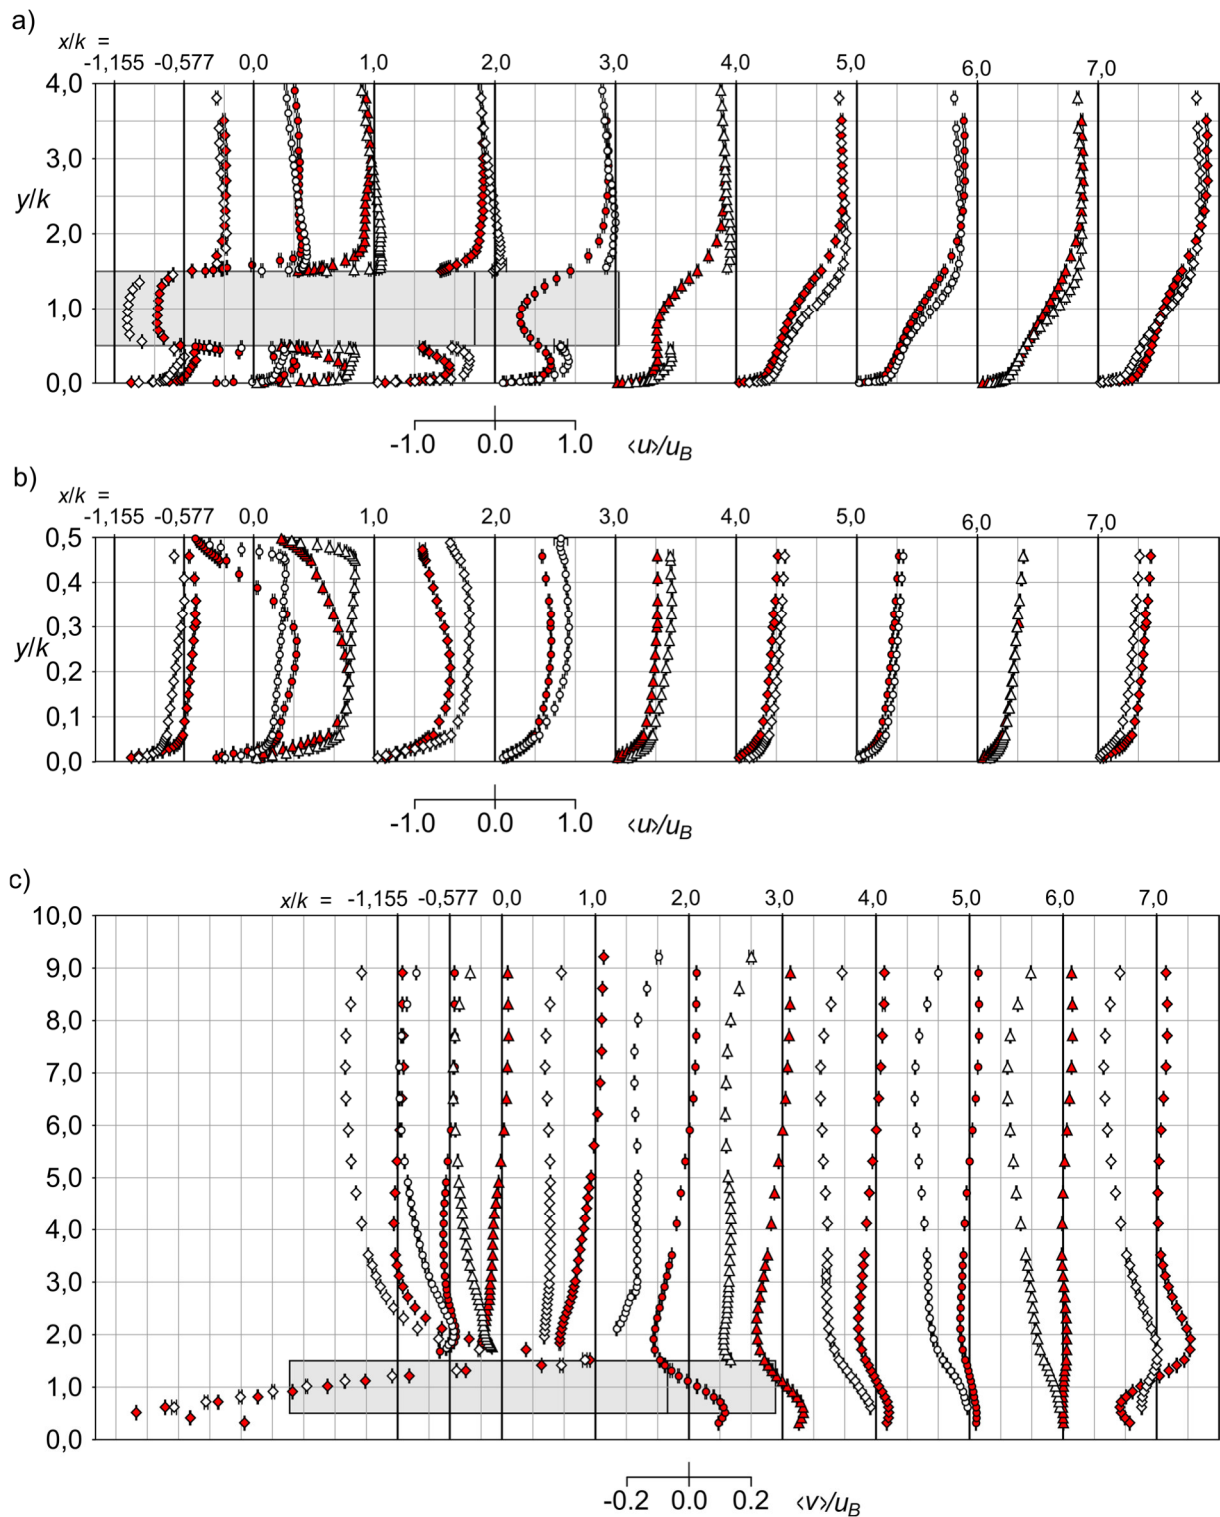 a)
x/k =
-1,155 -0,577 0,0 1,0 2,0 3,0 4,0 5,0 6,0 7,0
4,0
3,0
y/k
2,0
1,0
0,0
-1.0 0.0 1.0 ‹u›/uB
b)
x/k =
-1,155 -0,577 0,0 1,0 2,0 3,0 4,0 5,0 6,0 7,0
0,5
0,4
0,3
y/k
0,2
0,1
0,0
-1.0 0.0 1.0 ‹u›/uB
c)
x/k = -1,155 -0,577 0,0 1,0 2,0 3,0 4,0 5,0 6,0 7,0
10,0
9,0
8,0
7,0
6,0
5,0
4,0
3,0
2,0
1,0
0,0
-0.2 0.0 0.2 ‹v›/uB